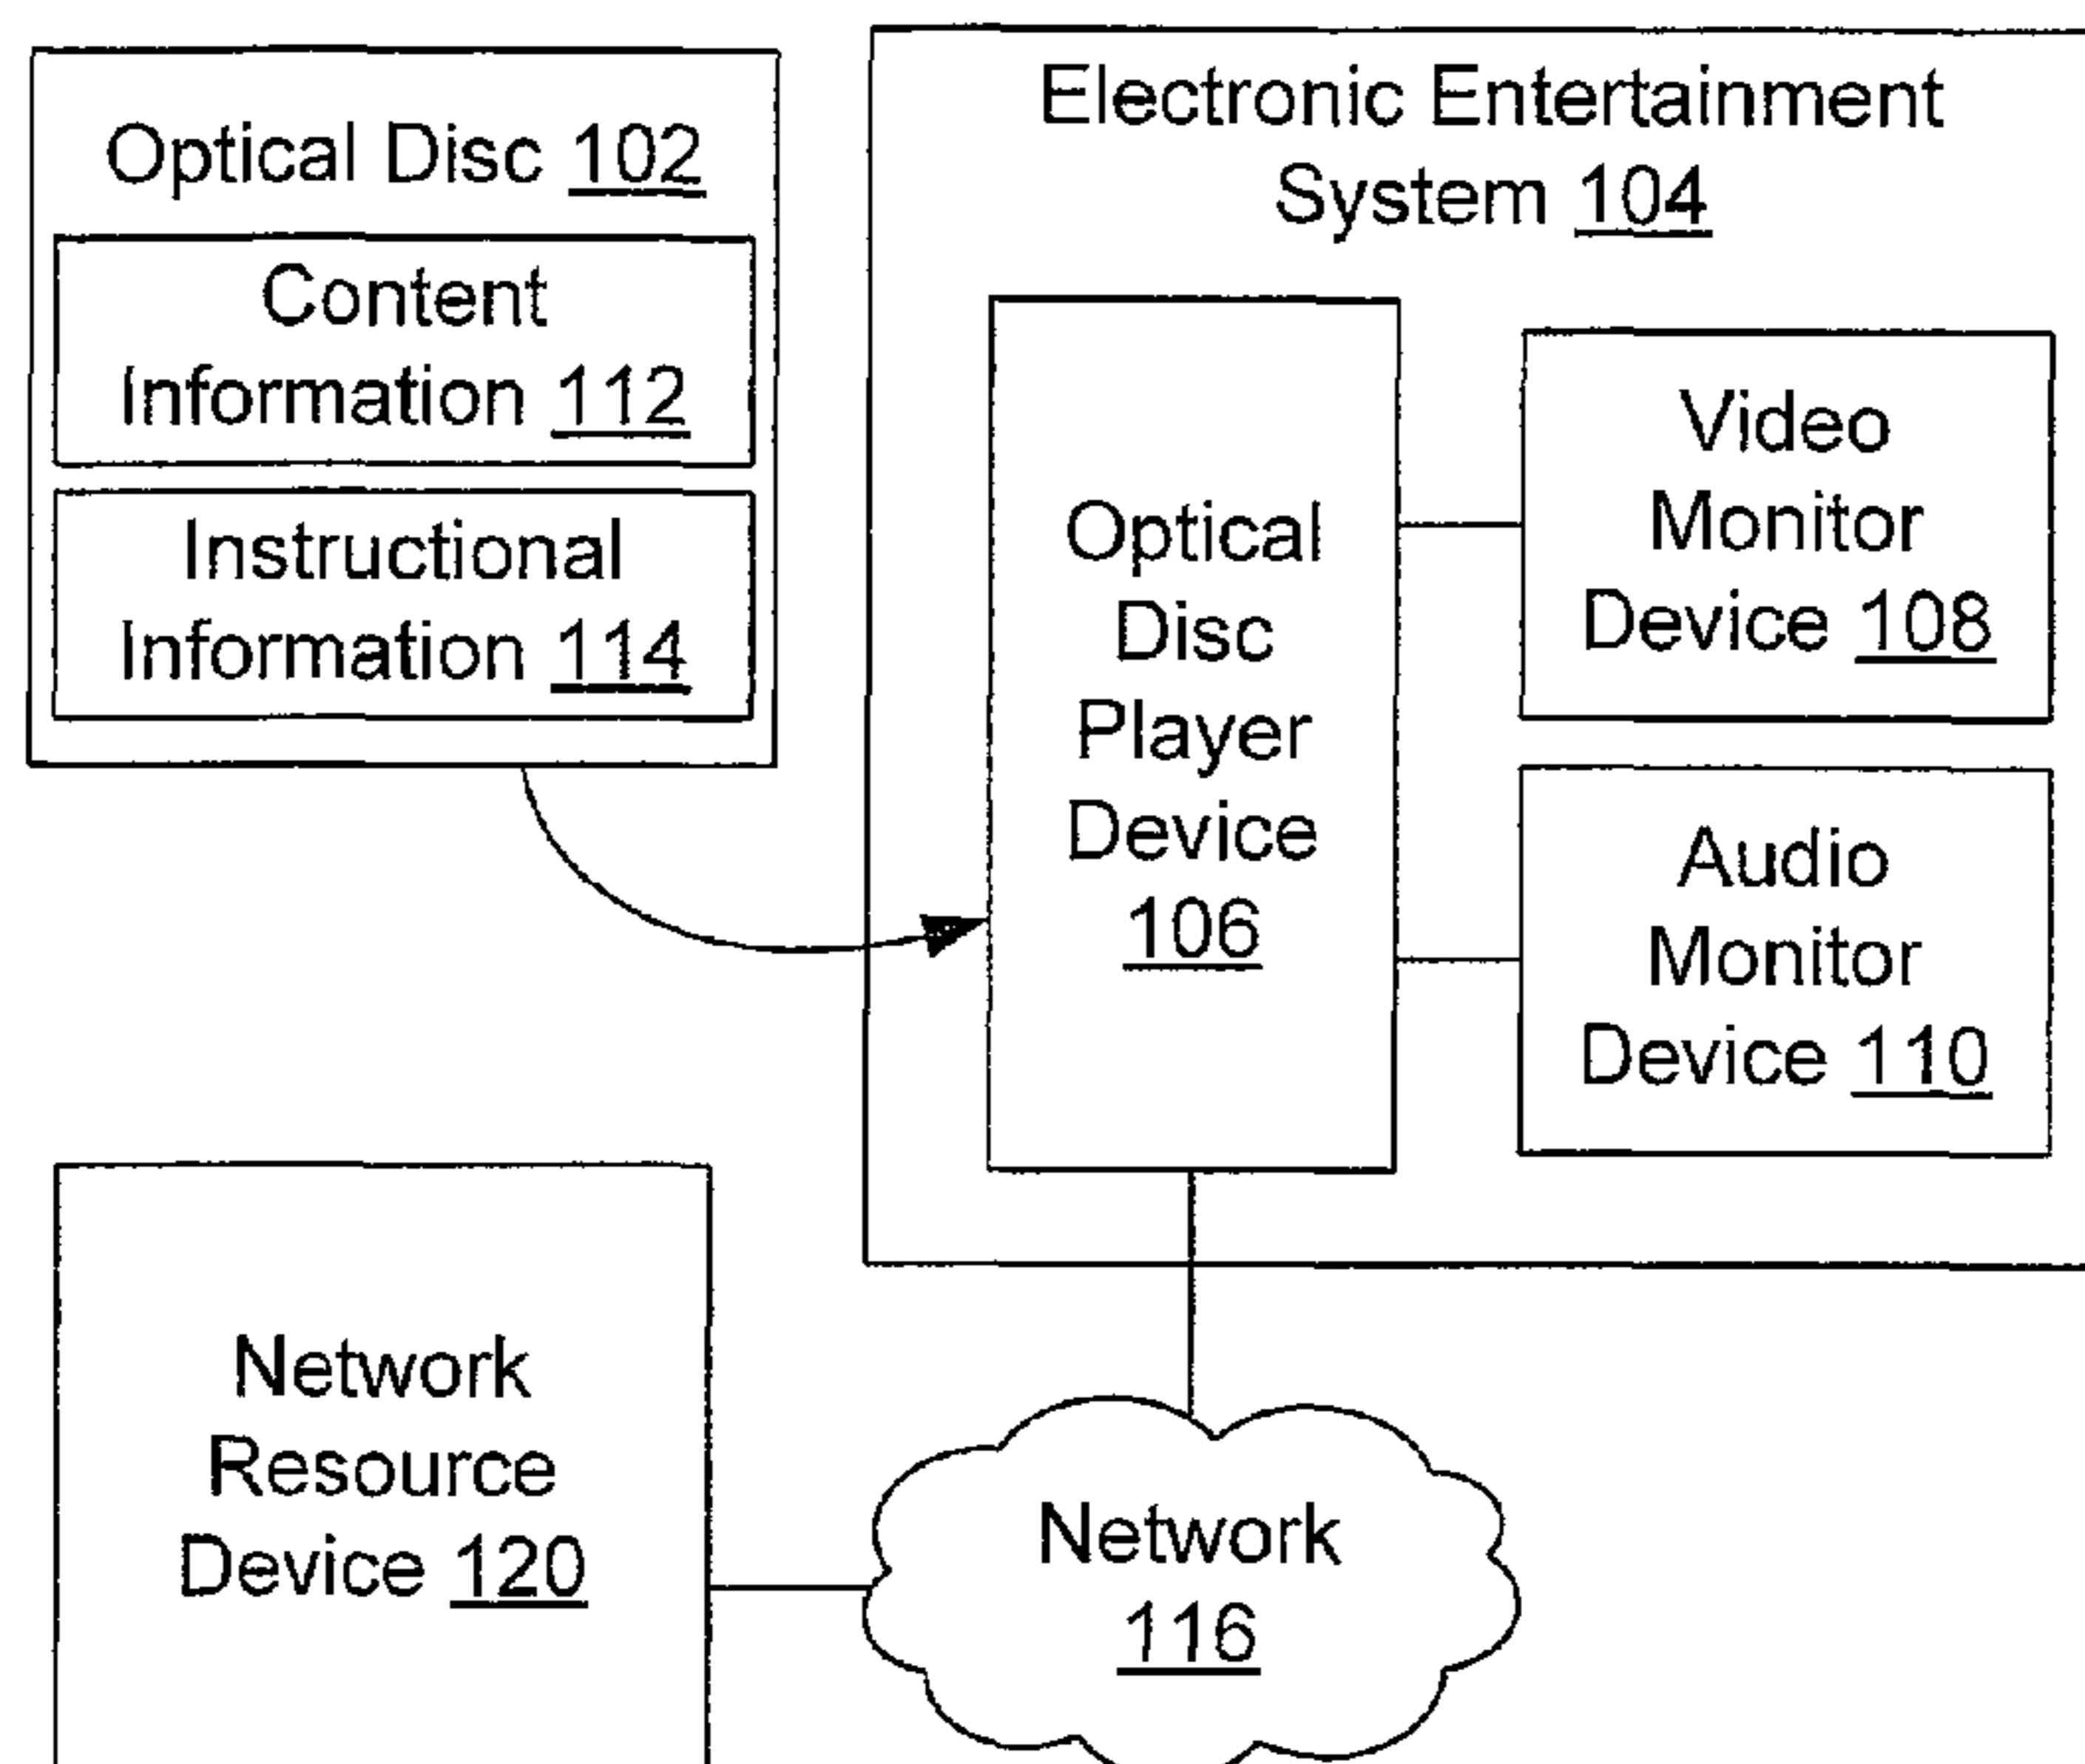 Optical Disc 102
Content
Information 112
Instructional
Information 114
Electronic Entertainment
System 104
Optical
Disc
Player
Device
106
Video
Monitor
Device 108
Audio
Monitor
Device 110
Network
Resource
Device 120
Network
116